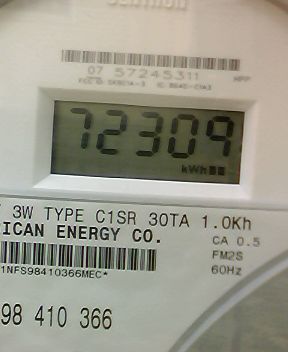 07 57245311
72309
kWh
3W TYPE C1SR 30TA 1.0Kh
RICAN ENERGY CO.
CA 0.5
FM2S
60Hz
1NFS98410366MEC*
98 410 366